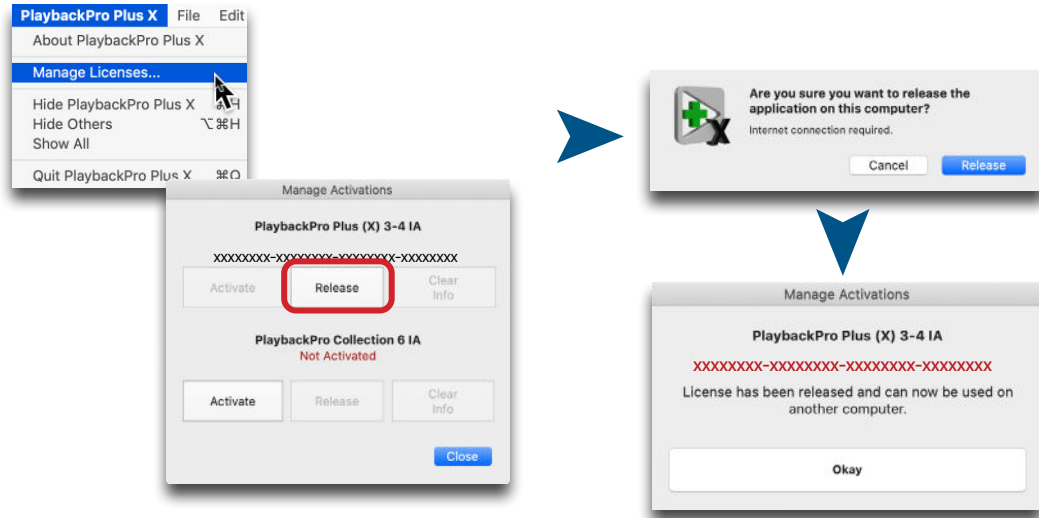 PlaybackPro Plus X File Edit
About PlaybackPro Plus X
Manage Licenses...
Hide PlaybackPro Plus X ⌘H
Hide Others ⌥⌘H
Show All
Quit PlaybackPro Plus X ⌘Q
Manage Activations
PlaybackPro Plus (X) 3-4 IA
XXXXXXXX-XXXXXXXX-XXXXXXXX-XXXXXXXX
Activate Release Clear
Info
PlaybackPro Collection 6 IA
Not Activated
Activate Release Clear
Info
Close
Are you sure you want to release the
application on this computer?
Internet connection required.
Cancel Release
Manage Activations
PlaybackPro Plus (X) 3-4 IA
XXXXXXXX-XXXXXXXX-XXXXXXXX-XXXXXXXX
License has been released and can now be used on
another computer.
Okay